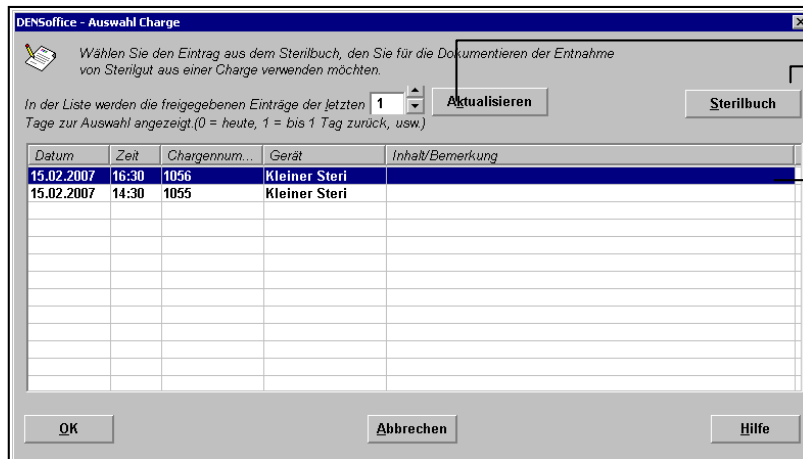 DENSoffice - Auswahl Charge
Wählen Sie den Eintrag aus dem Sterilbuch, den Sie für die Dokumentieren der Entnahme
von Sterilgut aus einer Charge verwenden möchten.
In der Liste werden die freigegebenen Einträge der letzten 1 Aktualisieren Sterilbuch
Tage zur Auswahl angezeigt.(0 = heute, 1 = bis 1 Tag zurück, usw.)
Datum Zeit Chargennum... Gerät Inhalt/Bemerkung
15.02.2007 16:30 1056 Kleiner Steri
15.02.2007 14:30 1055 Kleiner Steri
OK Abbrechen Hilfe